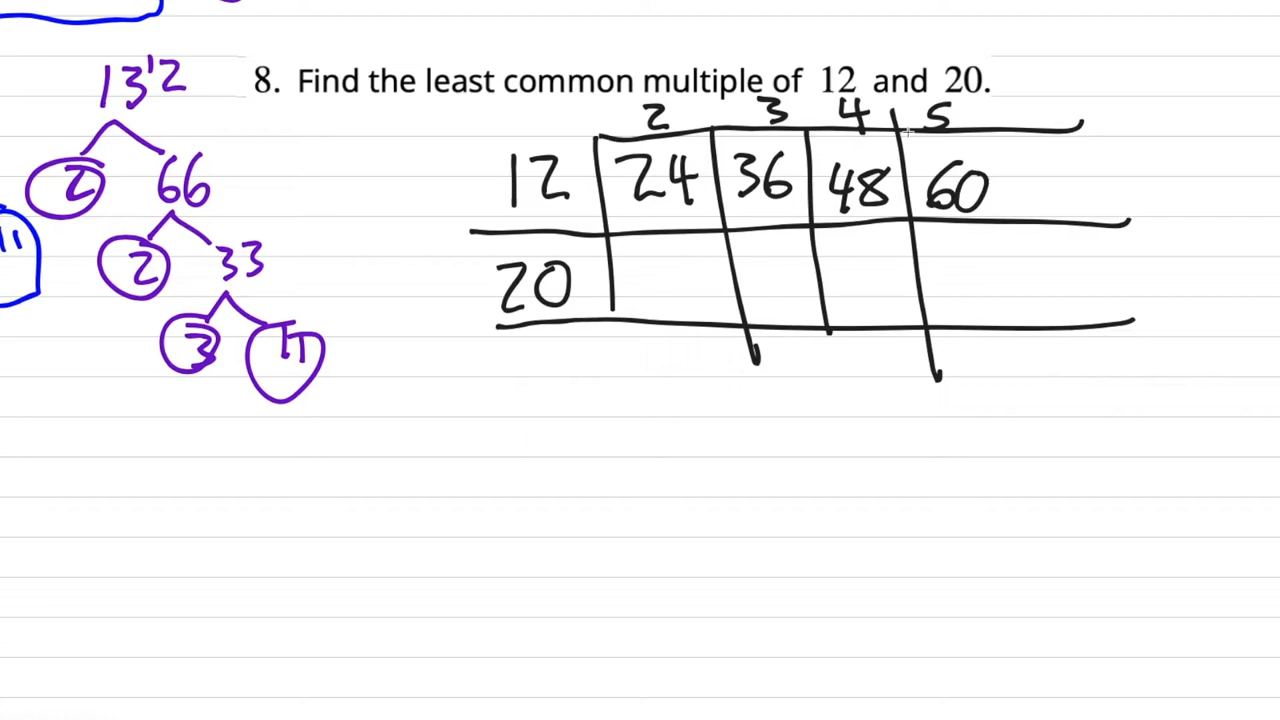 132
2 66
2 33
3 11
11
8. Find the least common multiple of 12 and 20.
2 3 4 5
12 24 36 48 60
20